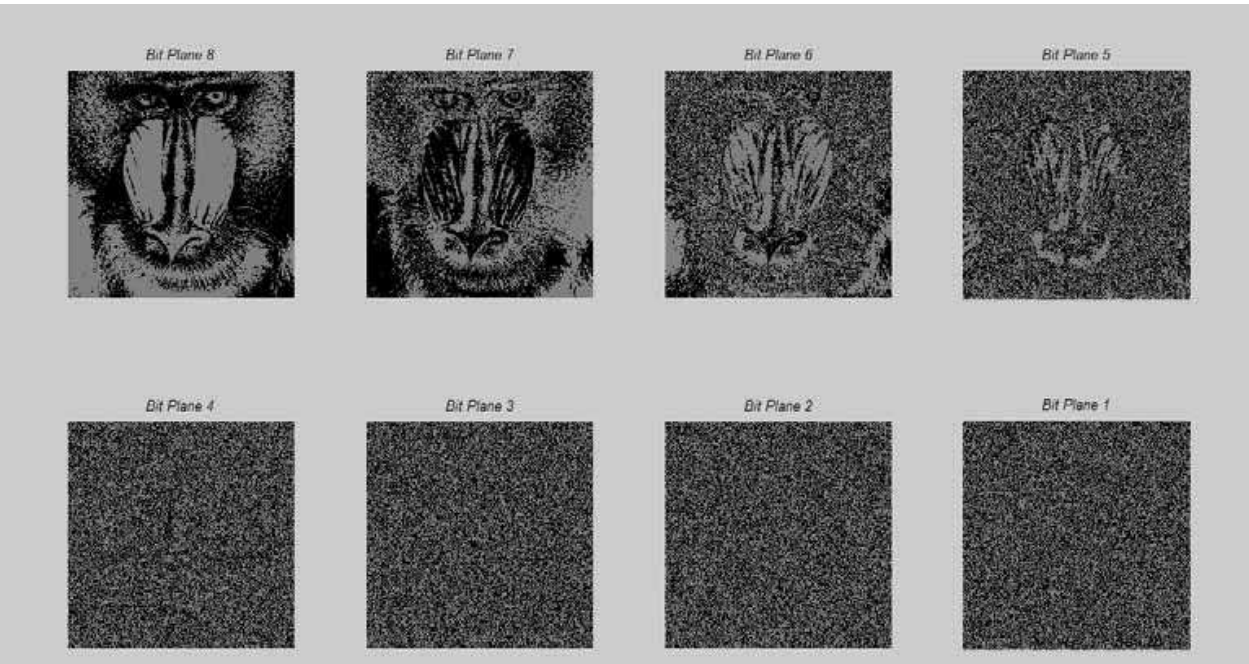 Bit Plane 8
Bit Plane 7
Bit Plane 6
Bit Plane 5
Bit Plane 4
Bit Plane 3
Bit Plane 2
Bit Plane 1